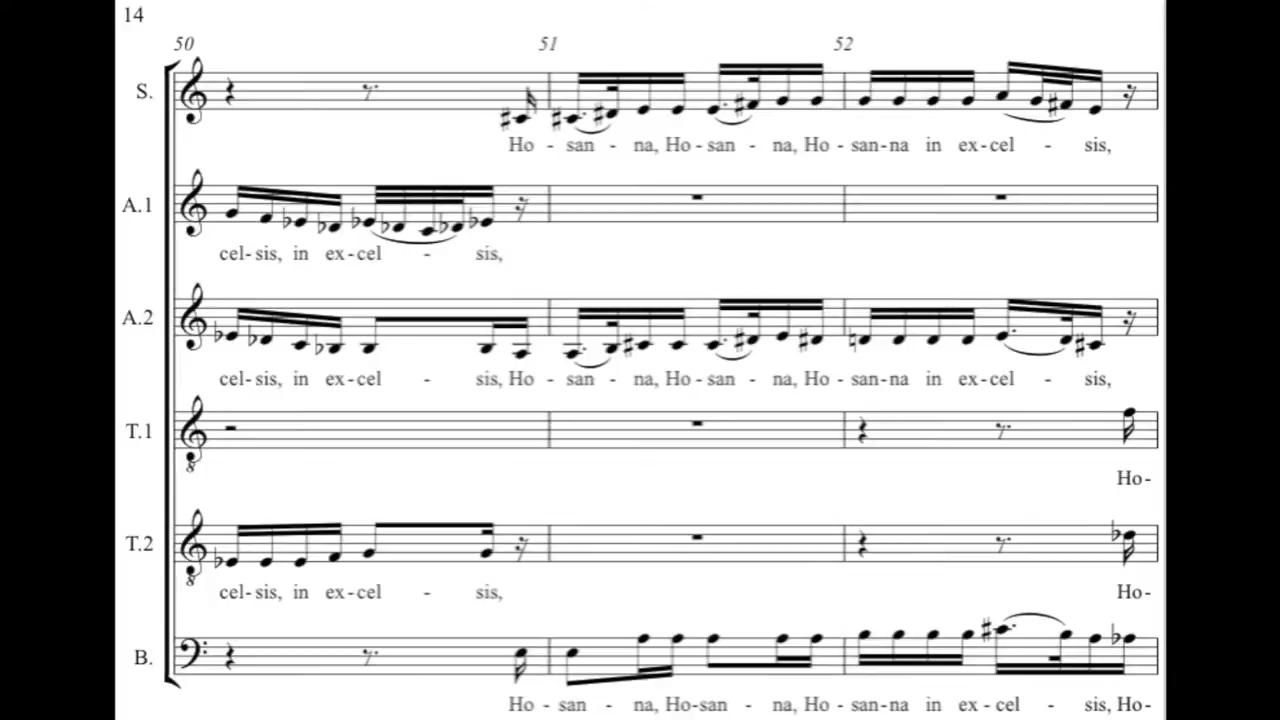 14
50 51 52
S.
Ho - san - na, Ho - san - na, Ho - san - na in ex - cel - sis,
A.1
cel - sis, in ex - cel - sis,
A.2
cel - sis, in ex - cel - sis, Ho - san - na, Ho - san - na, Ho - san - na in ex - cel - sis,
T.1
8
Ho -
T.2
8
cel - sis, in ex - cel - sis, Ho -
B.
Ho - san - na, Ho - san - na, Ho - san - na in ex - cel - sis, Ho -